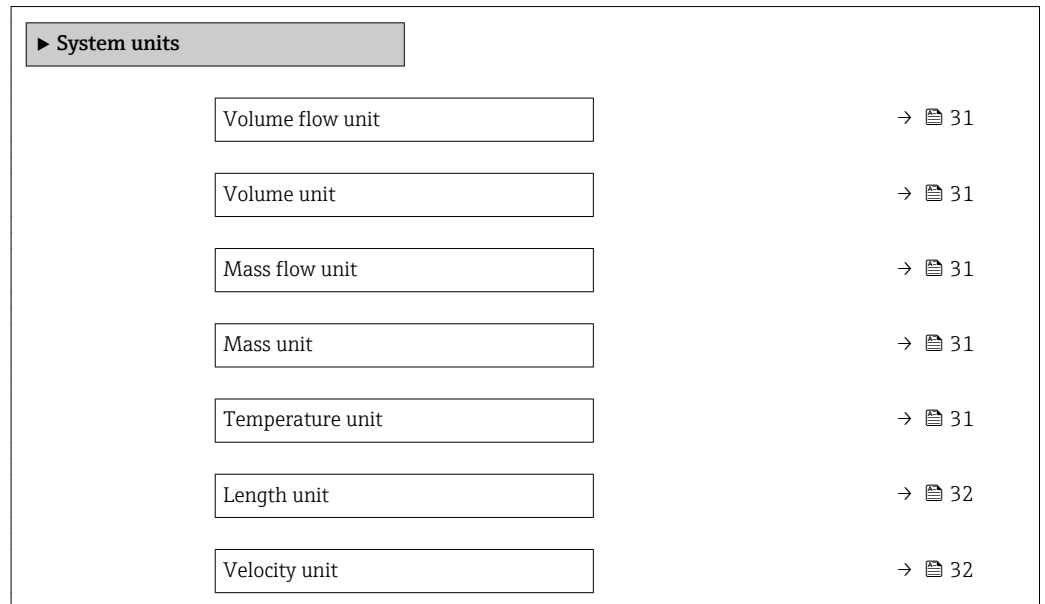 ▶ System units
Volume flow unit → 🖺 31
Volume unit → 🖺 31
Mass flow unit → 🖺 31
Mass unit → 🖺 31
Temperature unit → 🖺 31
Length unit → 🖺 32
Velocity unit → 🖺 32